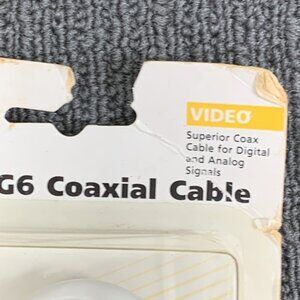 VIDEO
Superior Coax
Cable for Digital
and Analog
Signals
G6 Coaxial Cable